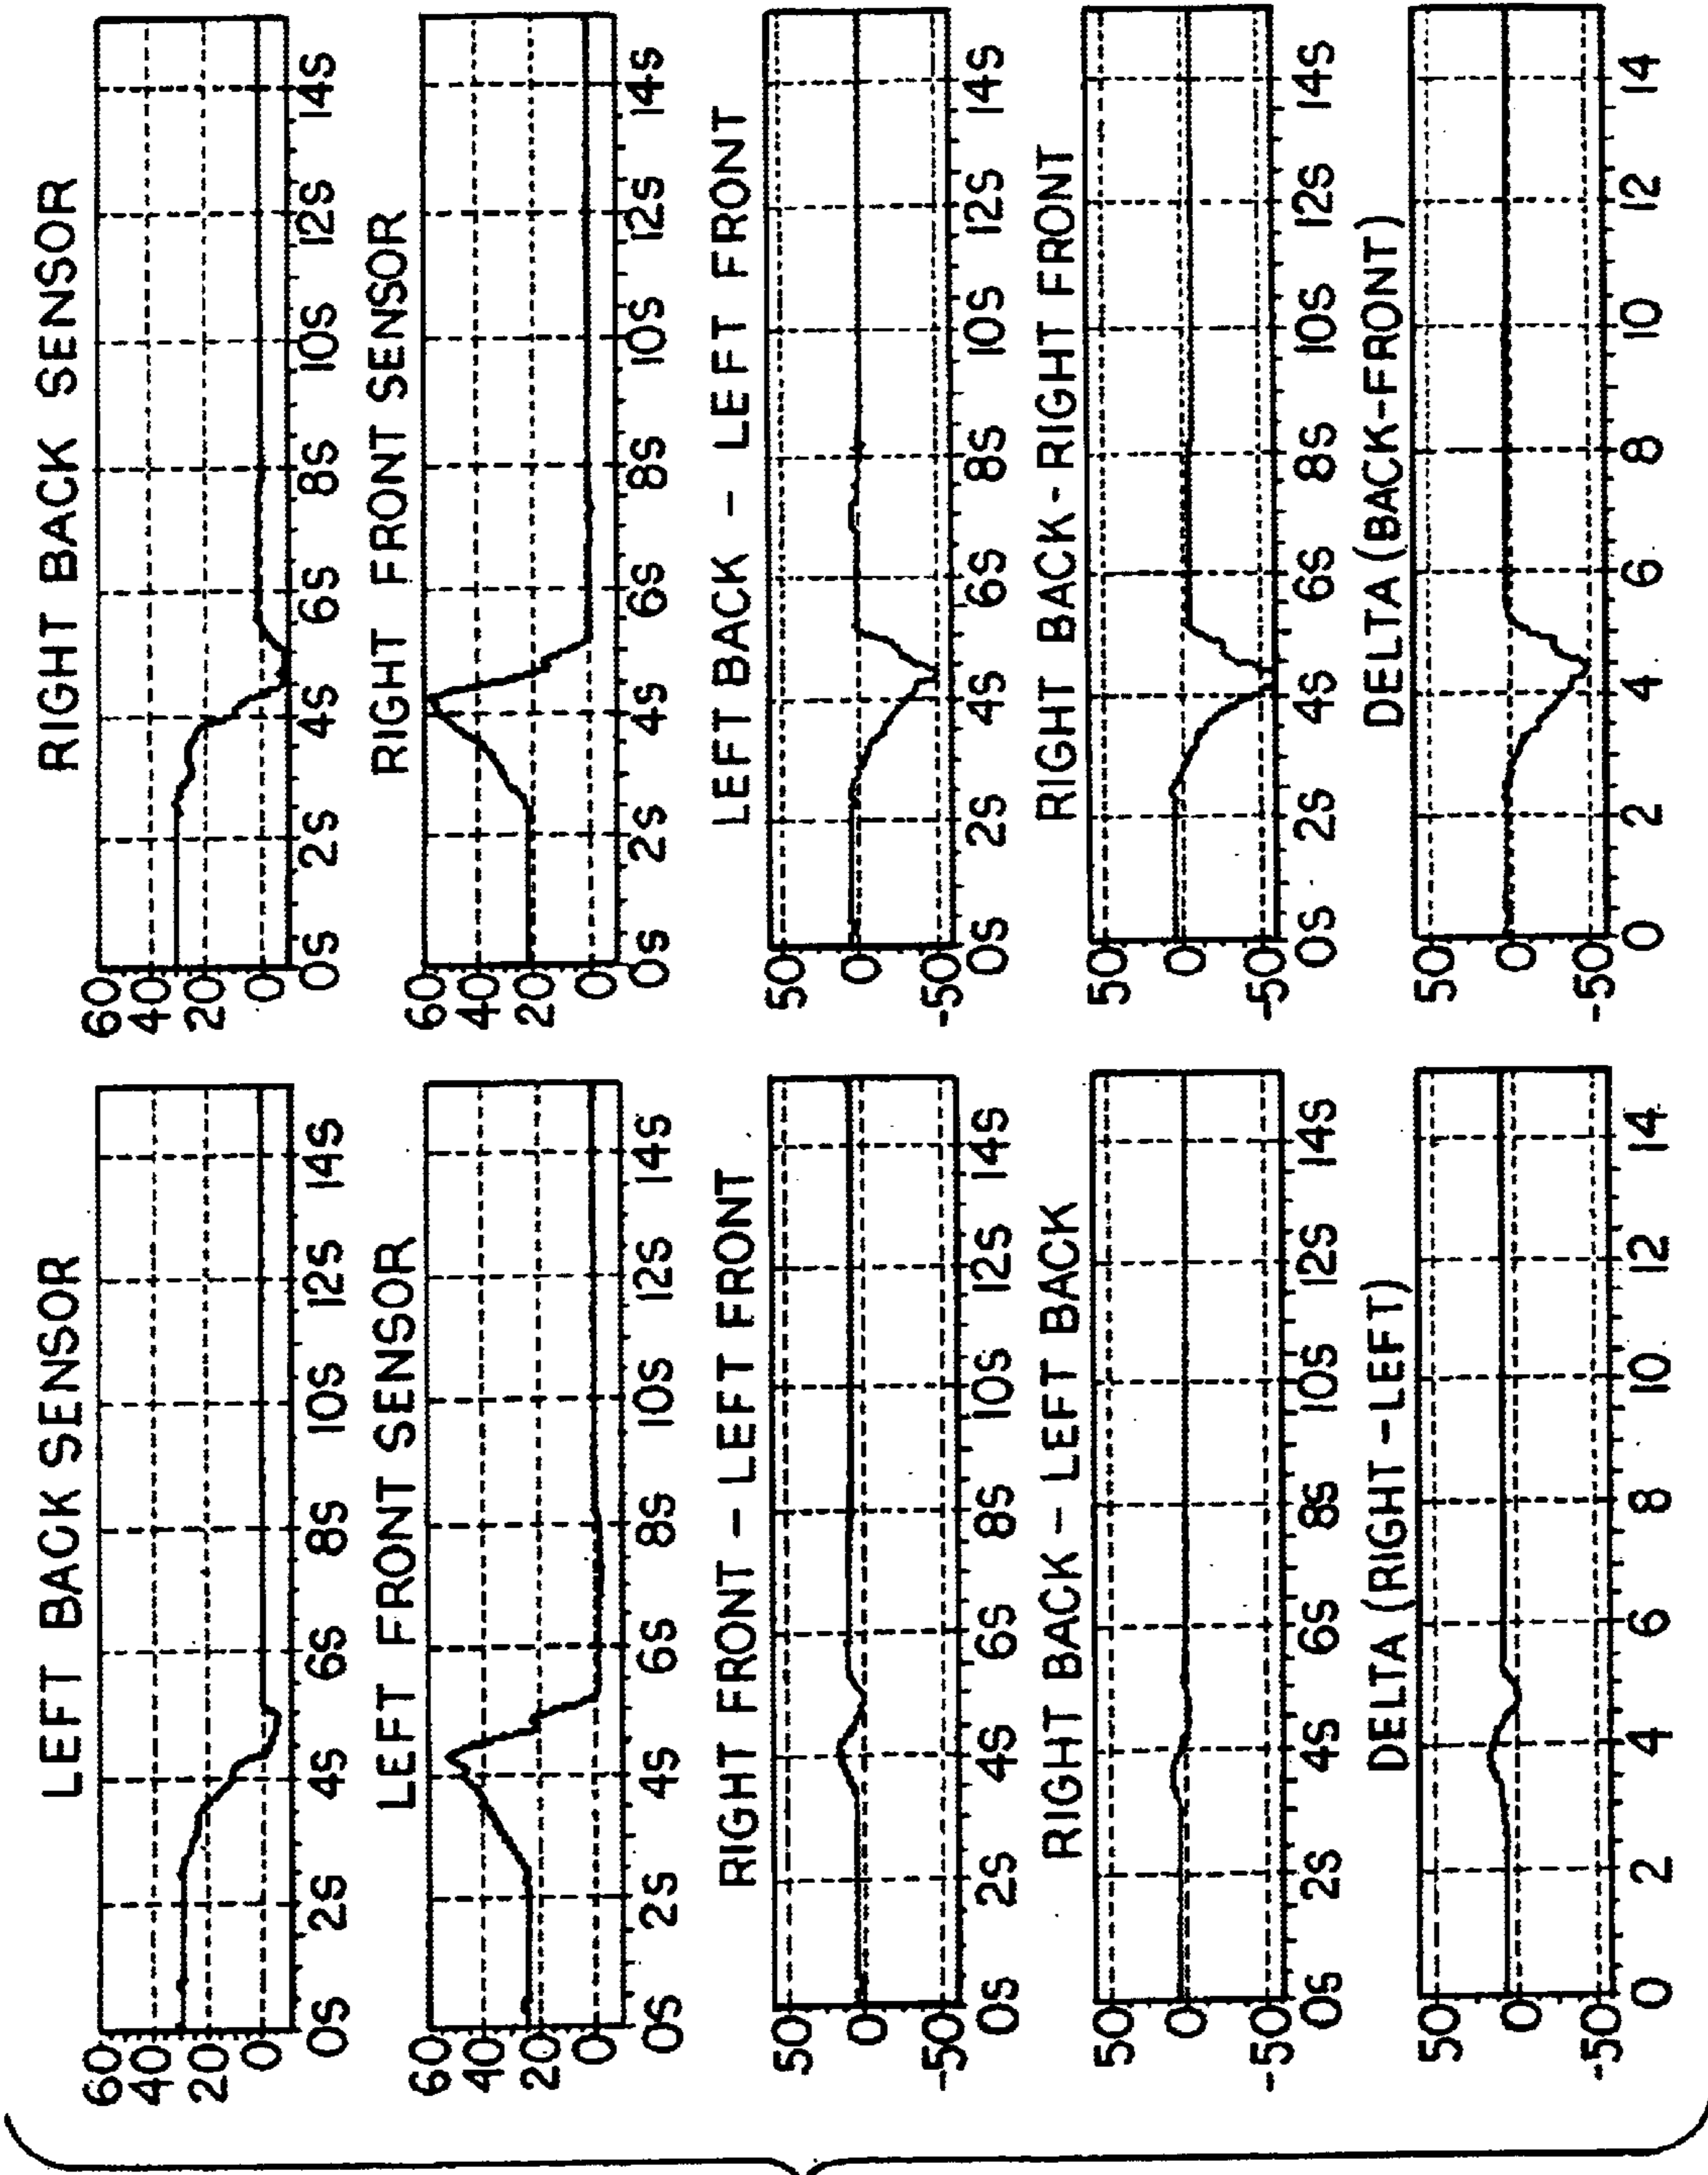 LEFT BACK SENSOR
60
40
20
0
0S 2S 4S 6S 8S 10S 12S 14S
RIGHT BACK SENSOR
60
40
20
0
0S 2S 4S 6S 8S 10S 12S 14S
LEFT FRONT SENSOR
60
40
20
0
0S 2S 4S 6S 8S 10S 12S 14S
RIGHT FRONT SENSOR
60
40
20
0
0S 2S 4S 6S 8S 10S 12S 14S
RIGHT FRONT - LEFT FRONT
50
0
-50
0S 2S 4S 6S 8S 10S 12S 14S
LEFT BACK - LEFT FRONT
50
0
-50
0S 2S 4S 6S 8S 10S 12S 14S
RIGHT BACK - LEFT BACK
50
0
-50
0S 2S 4S 6S 8S 10S 12S 14S
RIGHT BACK-RIGHT FRONT
50
0
-50
0S 2S 4S 6S 8S 10S 12S 14S
DELTA (RIGHT-LEFT)
50
0
-50
0 2 4 6 8 10 12 14
DELTA (BACK-FRONT)
50
0
-50
0 2 4 6 8 10 12 14